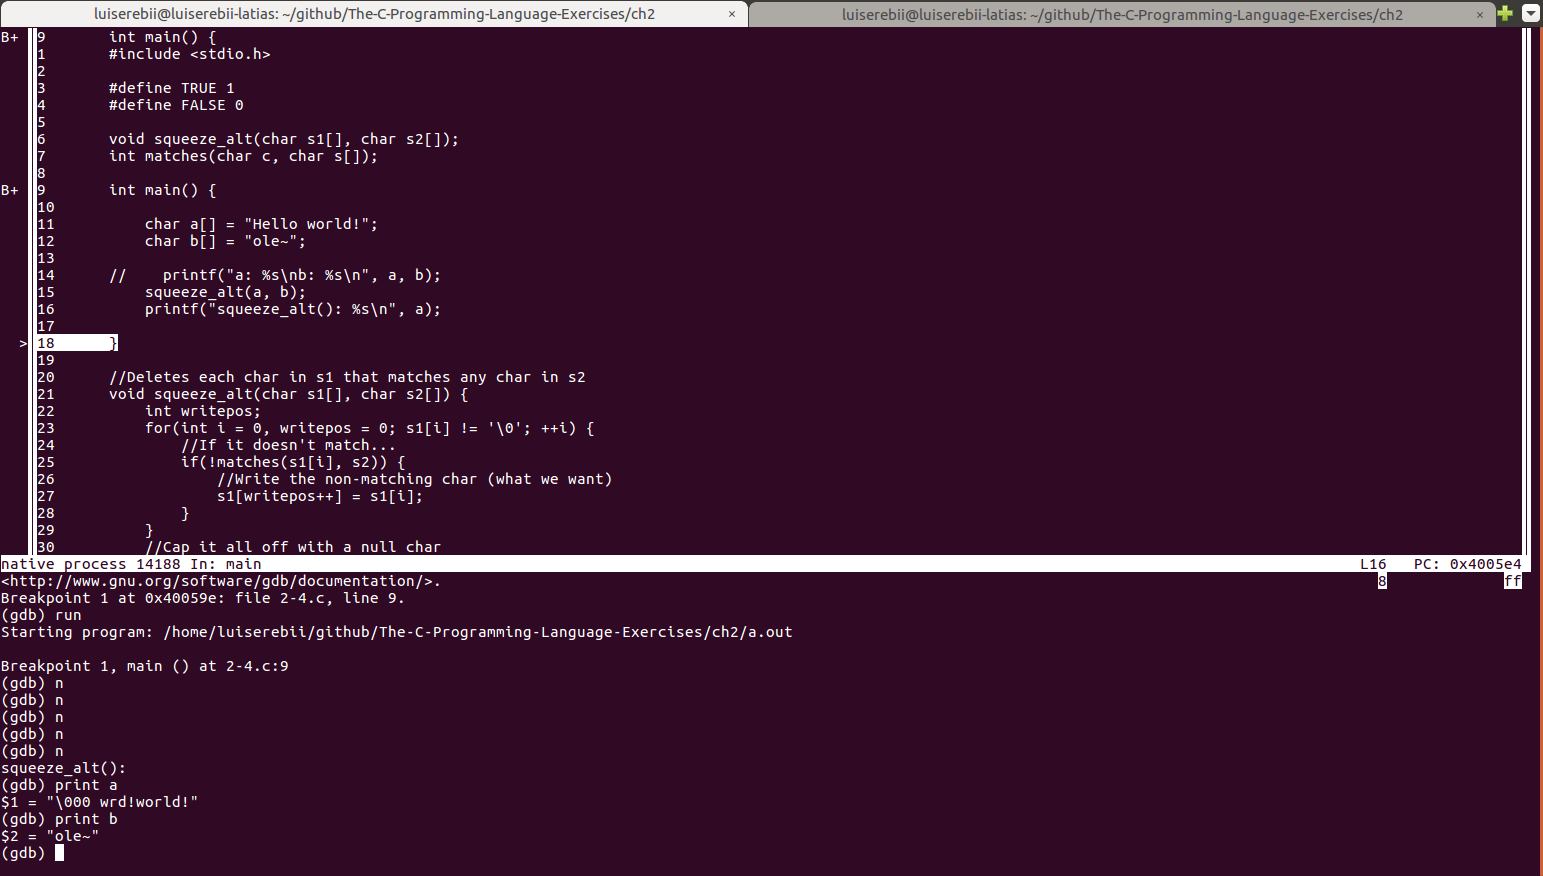 luiserebii@luiserebii-latias: ~/github/The-C-Programming-Language-Exercises/ch2 × luiserebii@luiserebii-latias: ~/github/The-C-Programming-Language-Exercises/ch2 ×
B+ 9 int main() {
1 #include <stdio.h>
2
3 #define TRUE 1
4 #define FALSE 0
5
6 void squeeze_alt(char s1[], char s2[]);
7 int matches(char c, char s[]);
8
B+ 9 int main() {
10
11 char a[] = "Hello world!";
12 char b[] = "ole~";
13
14 // printf("a: %s\nb: %s\n", a, b);
15 squeeze_alt(a, b);
16 printf("squeeze_alt(): %s\n", a);
17
> 18 }
19
20 //Deletes each char in s1 that matches any char in s2
21 void squeeze_alt(char s1[], char s2[]) {
22 int writepos;
23 for(int i = 0, writepos = 0; s1[i] != '\0'; ++i) {
24 //If it doesn't match...
25 if(!matches(s1[i], s2)) {
26 //Write the non-matching char (what we want)
27 s1[writepos++] = s1[i];
28 }
29 }
30 //Cap it all off with a null char
native process 14188 In: main L16 PC: 0x4005e4
<http://www.gnu.org/software/gdb/documentation/>. 8 ff
Breakpoint 1 at 0x40059e: file 2-4.c, line 9.
(gdb) run
Starting program: /home/luiserebii/github/The-C-Programming-Language-Exercises/ch2/a.out
Breakpoint 1, main () at 2-4.c:9
(gdb) n
(gdb) n
(gdb) n
(gdb) n
(gdb) n
squeeze_alt():
(gdb) print a
$1 = "\000 wrd!world!"
(gdb) print b
$2 = "ole~"
(gdb)